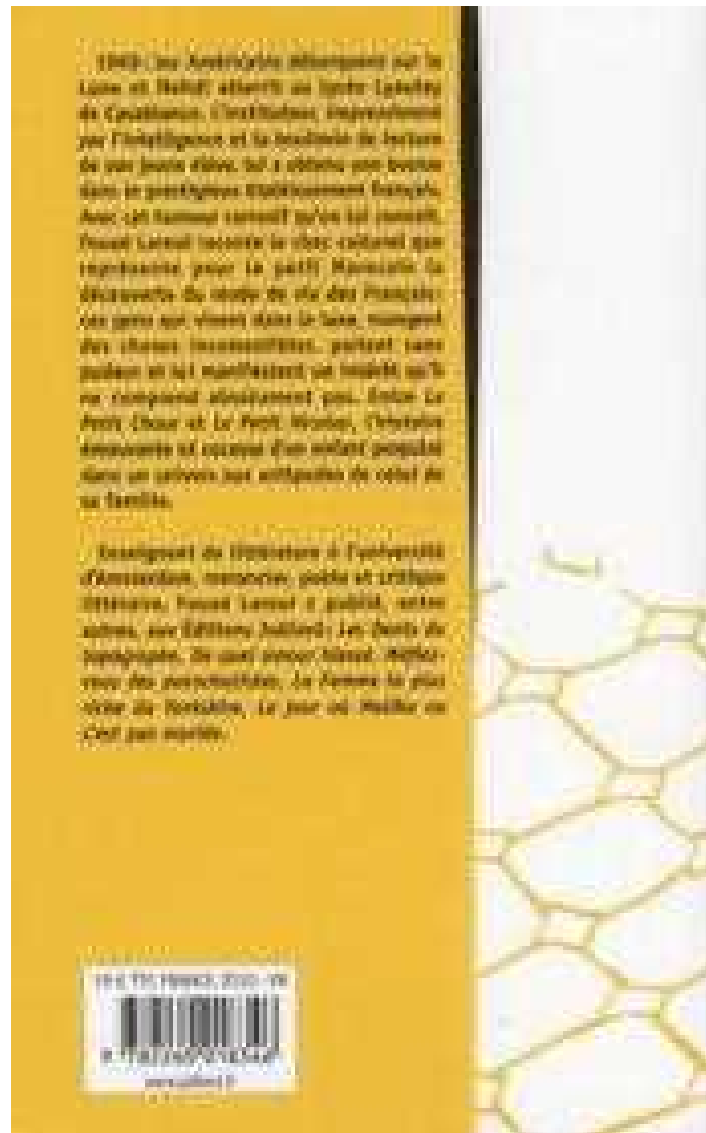 1969 : les Américains débarquent sur la
Lune et Mehdi atterrit au lycée Lyautey
de Casablanca. L'instituteur, impressionné
par l'intelligence et la boulimie de lecture
de son jeune élève, lui a obtenu une bourse
dans ce prestigieux établissement français.
Avec cet humour corrosif qu'on lui connaît,
Fouad Laroui raconte le choc culturel que
représente pour le petit Marocain la
découverte du mode de vie des Français:
ces gens qui vivent dans le luxe, mangent
des choses incomestibles, parlent sans
pudeur et lui manifestent un intérêt qu'il
ne comprend absolument pas. Entre Le
Petit Chose et Le Petit Nicolas, l'histoire
émouvante et cocasse d'un enfant propulsé
dans un univers aux antipodes de celui de
sa famille.
Enseignant de littérature à l'université
d'Amsterdam, romancier, poète et critique
littéraire, Fouad Laroui a publié, entre
autres, aux Éditions Julliard: Les Dents du
topographe, De quel amour blessé, Méfiez-
vous des parachutistes, La Femme la plus
riche du Yorkshire, Le jour où Malika ne
s'est pas mariée.
TTC FRANCE